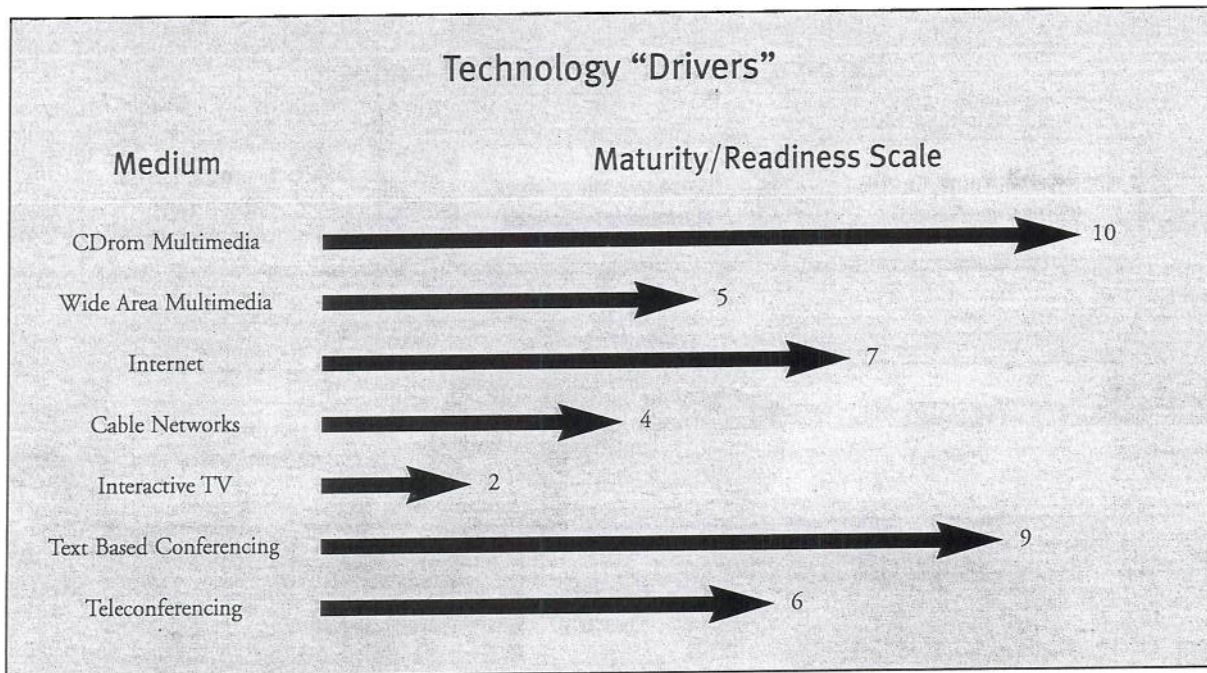 Technology “Drivers”
Medium Maturity/Readiness Scale
CDrom Multimedia 10
Wide Area Multimedia 5
Internet 7
Cable Networks 4
Interactive TV 2
Text Based Conferencing 9
Teleconferencing 6